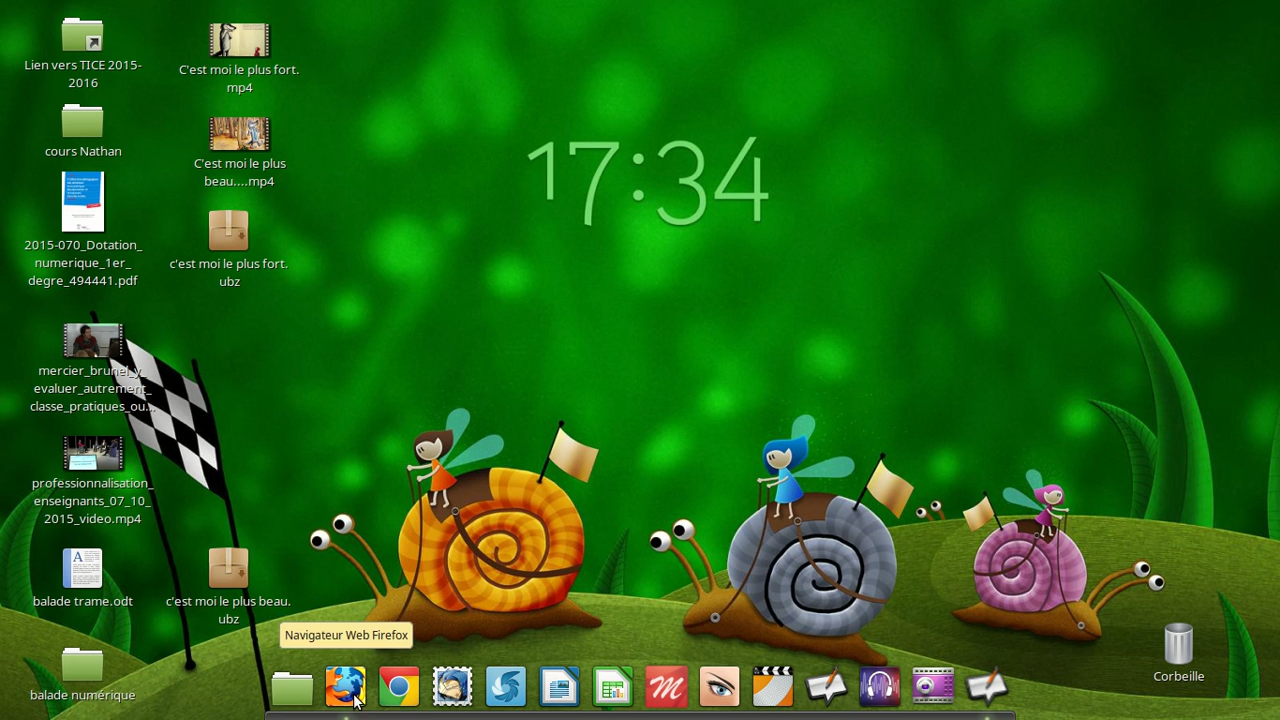 Lien vers TICE 2015-
2016
cours Nathan
2015-070_Dotation_
numerique_1er_
degre_494441.pdf
mercier_brunel_y_
evaluer_autrement_
classe_pratiques_ou...
professionnalisation_
enseignants_07_10_
2015_video.mp4
balade trame.odt
balade numérique
C'est moi le plus fort.
mp4
C'est moi le plus
beau....mp4
c'est moi le plus fort.
ubz
c'est moi le plus beau.
ubz
17:34
Navigateur Web Firefox
Corbeille